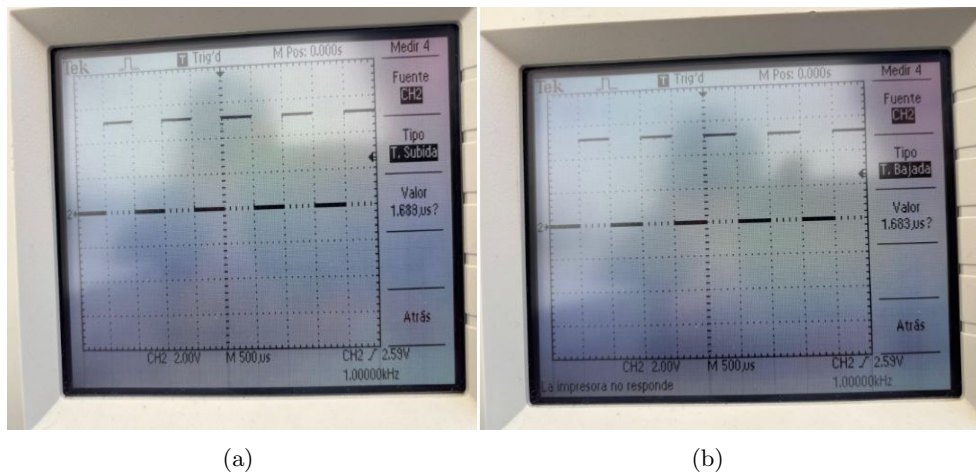 Tek
T Trig'd
M Pos: 0.000s
Medir 4
Fuente
CH2
Tipo
T. Subida
Valor
1.683µs?
Atrás
2
CH2 2.00V
M 500µs
CH2 / 2.59V
1.00000kHz
(a)
Tek
T Trig'd
M Pos: 0.000s
Medir 4
Fuente
CH2
Tipo
T. Bajada
Valor
1.683µs?
Atrás
2
CH2 2.00V
M 500µs
CH2 / 2.59V
La impresora no responde
1.00000kHz
(b)